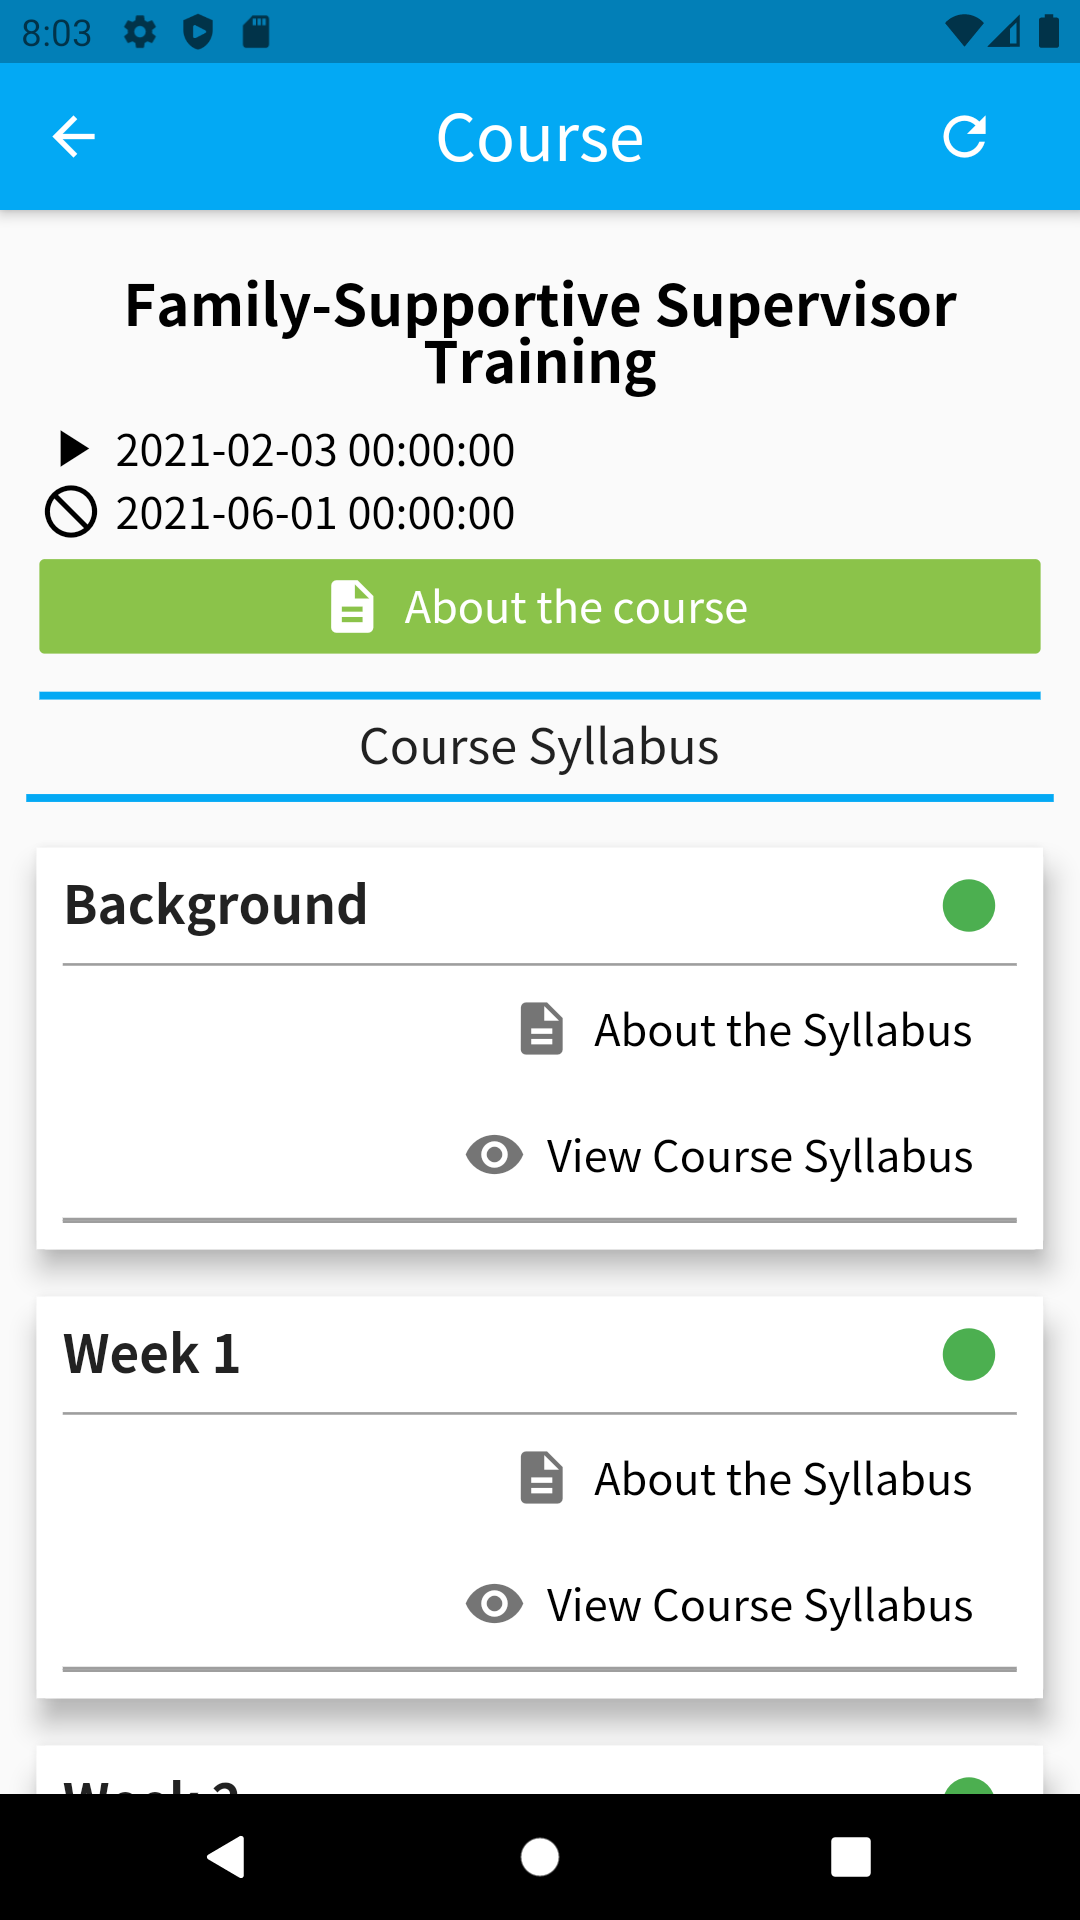 8:03
Course
Family-Supportive Supervisor
Training
2021-02-03 00:00:00
2021-06-01 00:00:00
About the course
Course Syllabus
Background
About the Syllabus
View Course Syllabus
Week 1
About the Syllabus
View Course Syllabus
Week 2